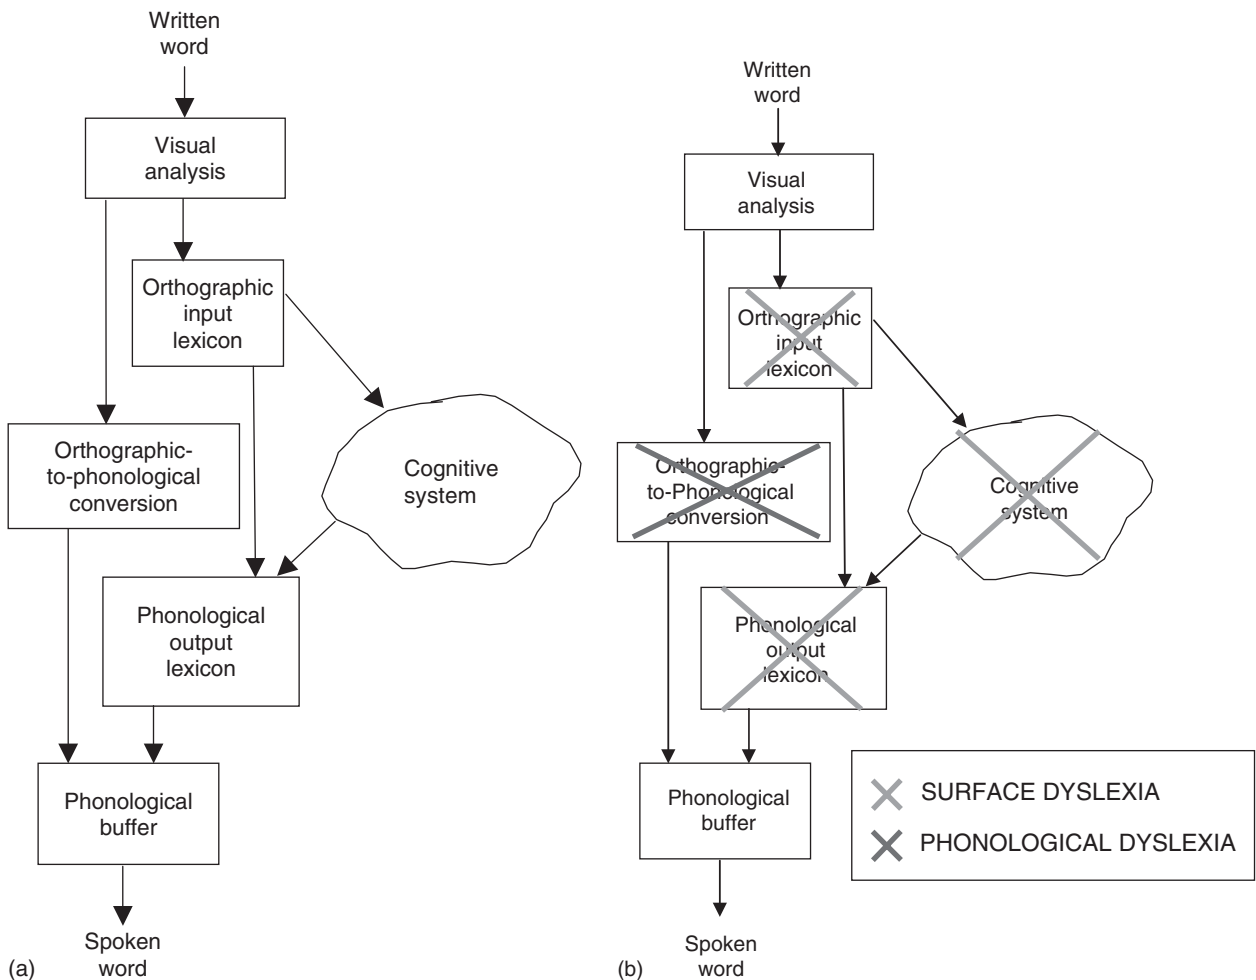 Written
word
Visual
analysis
Orthographic
input
lexicon
Orthographic-
to-phonological
conversion
Cognitive
system
Phonological
output
lexicon
Phonological
buffer
Spoken
word
(a)
Written
word
Visual
analysis
Orthographic
input
lexicon
Orthographic-
to-Phonological
conversion
Cognitive
system
Phonological
output
lexicon
Phonological
buffer
Spoken
word
(b)
SURFACE DYSLEXIA
PHONOLOGICAL DYSLEXIA